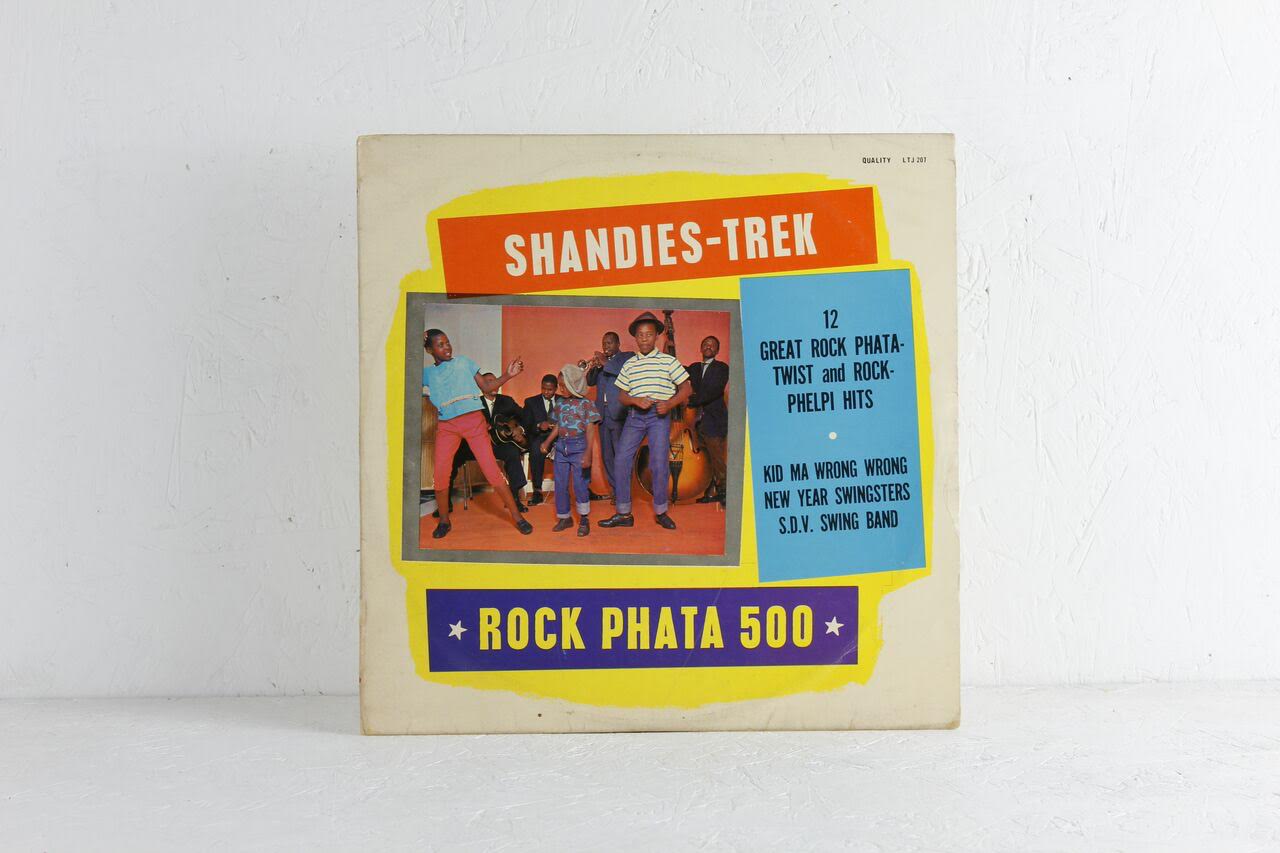 QUALITY LTJ 207
SHANDIES-TREK
12
GREAT ROCK PHATA-
TWIST and ROCK-
PHELPI HITS
KID MA WRONG WRONG
NEW YEAR SWINGSTERS
S.D.V. SWING BAND
ROCK PHATA 500